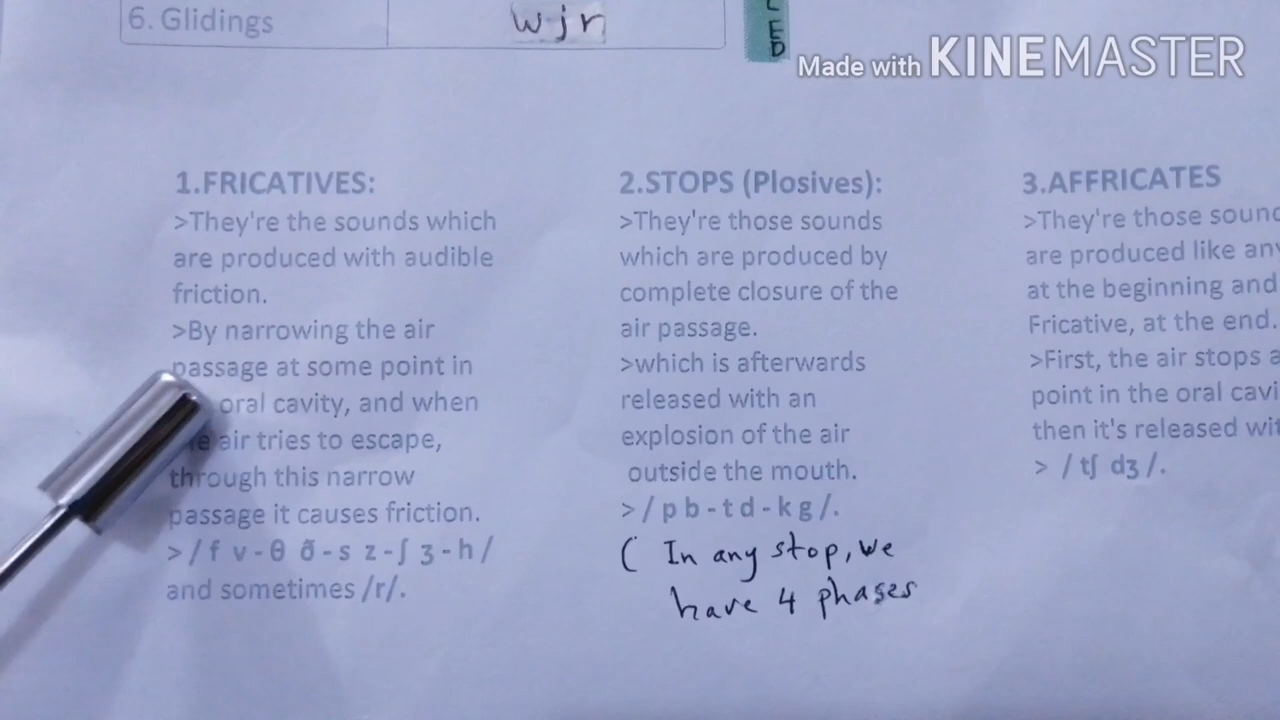 6. Glidings
w j r
L
E
D
Made with KINEMASTER
1.FRICATIVES:
>They're the sounds which
are produced with audible
friction.
>By narrowing the air
passage at some point in
oral cavity, and when
air tries to escape,
through this narrow
passage it causes friction.
> / f v - θ ð - s z - ʃ ʒ - h /
and sometimes /r/.
2.STOPS (Plosives):
>They're those sounds
which are produced by
complete closure of the
air passage.
>which is afterwards
released with an
explosion of the air
outside the mouth.
> / p b - t d - k g /.
( In any stop, we
have 4 phases
3.AFFRICATES
>They're those
are produced like
at the beginning and
Fricative, at the end.
>First, the air stops
point in the oral
then it's released
> / tʃ dʒ /.